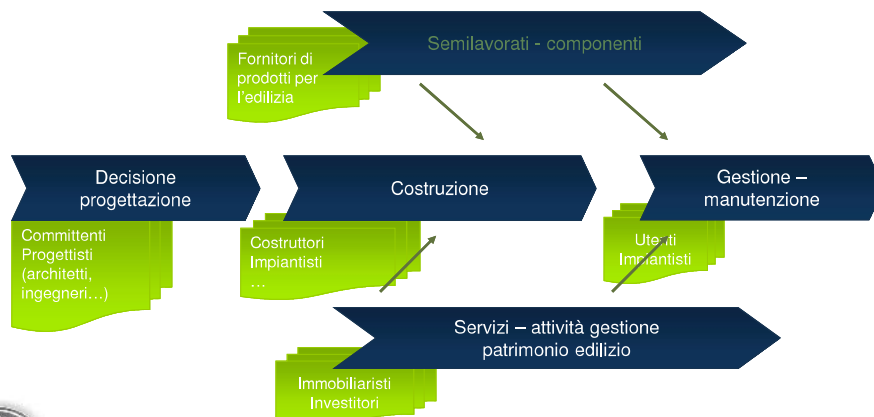 Semilavorati - componenti
Fornitori di
prodotti per
l'edilizia
Decisione
progettazione
Costruzione
Gestione –
manutenzione
Committenti
Progettisti
(architetti,
ingegneri…)
Costruttori
Impiantisti
…
Utenti
Impiantisti
Servizi – attività gestione
patrimonio edilizio
Immobiliaristi
Investitori